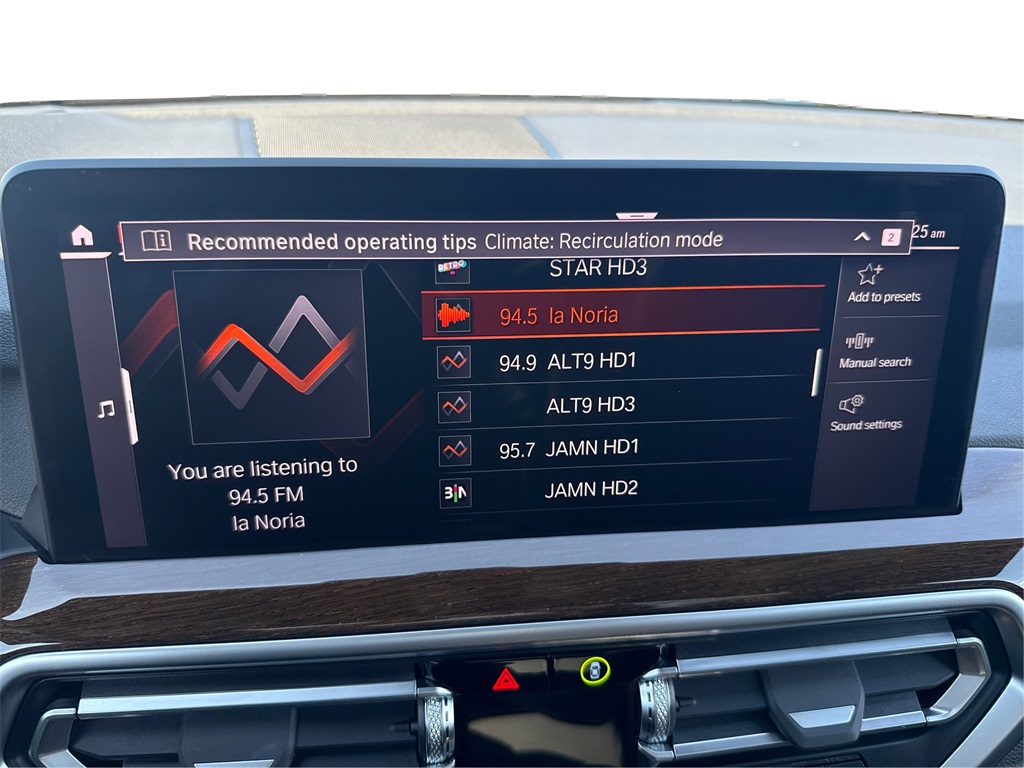 Recommended operating tips Climate: Recirculation mode
2
25 am
RETRO
STAR HD3
94.5 la Noria
94.9 ALT9 HD1
ALT9 HD3
95.7 JAMN HD1
BIN
JAMN HD2
You are listening to
94.5 FM
la Noria
Add to presets
Manual search
Sound settings